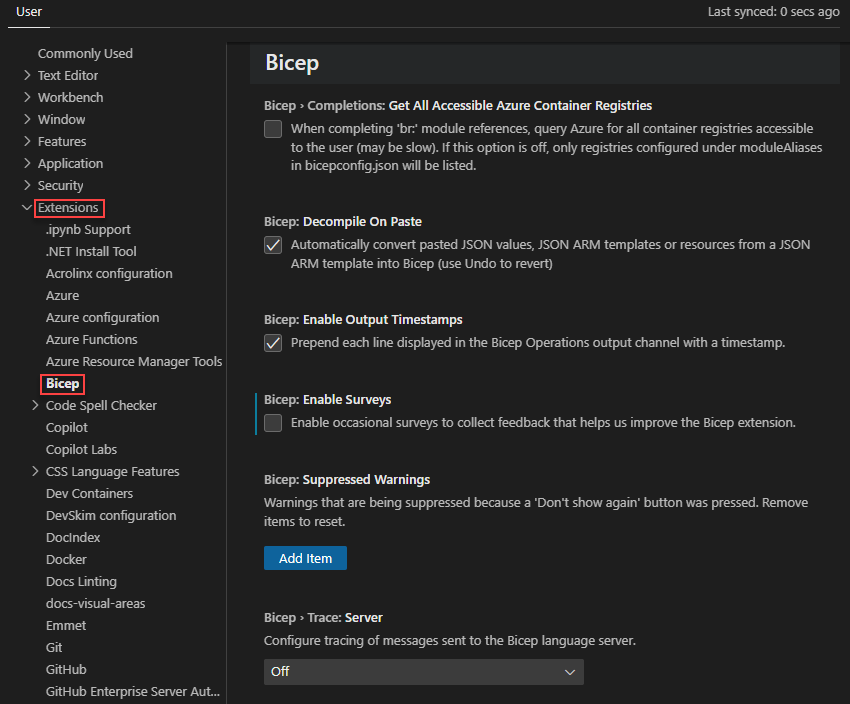 User
Last synced: 0 secs ago
Commonly Used
Text Editor
Workbench
Window
Features
Application
Security
Extensions
.ipynb Support
.NET Install Tool
Acrolinx configuration
Azure
Azure configuration
Azure Functions
Azure Resource Manager Tools
Bicep
Code Spell Checker
Copilot
Copilot Labs
CSS Language Features
Dev Containers
DevSkim configuration
DocIndex
Docker
Docs Linting
docs-visual-areas
Emmet
Git
GitHub
GitHub Enterprise Server Aut...
Bicep
Bicep › Completions: Get All Accessible Azure Container Registries
When completing 'br:' module references, query Azure for all container registries accessible
to the user (may be slow). If this option is off, only registries configured under moduleAliases
in bicepconfig.json will be listed.
Bicep: Decompile On Paste
Automatically convert pasted JSON values, JSON ARM templates or resources from a JSON
ARM template into Bicep (use Undo to revert)
Bicep: Enable Output Timestamps
Prepend each line displayed in the Bicep Operations output channel with a timestamp.
Bicep: Enable Surveys
Enable occasional surveys to collect feedback that helps us improve the Bicep extension.
Bicep: Suppressed Warnings
Warnings that are being suppressed because a 'Don't show again' button was pressed. Remove
items to reset.
Add Item
Bicep › Trace: Server
Configure tracing of messages sent to the Bicep language server.
Off